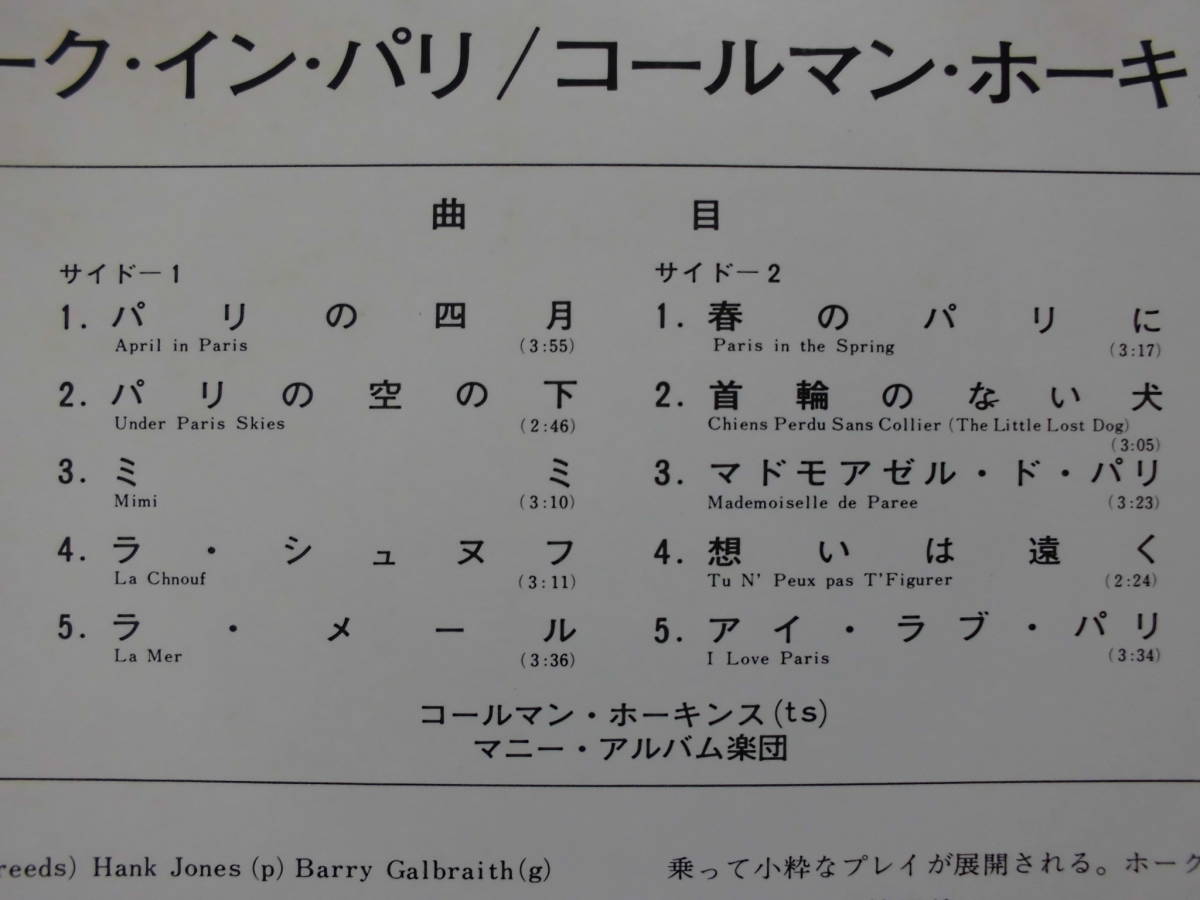 ーク・イン・パリ/コールマン・ホーキ
曲目
サイド―1
1. パリの四月
April in Paris (3:55)
2. パリの空の下
Under Paris Skies (2:46)
3. ミミ
Mimi (3:10)
4. ラ・シュヌフ
La Chnouf (3:11)
5. ラ・メール
La Mer (3:36)
サイド―2
1. 春のパリに
Paris in the Spring (3:17)
2. 首輪のない犬
Chiens Perdu Sans Collier (The Little Lost Dog)
(3:05)
3. マドモアゼル・ド・パリ
Mademoiselle de Paree (3:23)
4. 想いは遠く
Tu N' Peux pas T'Figurer (2:24)
5. アイ・ラブ・パリ
I Love Paris (3:34)
コールマン・ホーキンス(ts)
マニー・アルバム楽団
reeds) Hank Jones (p) Barry Galbraith (g)
乗って小粋なプレイが展開される。ホーク